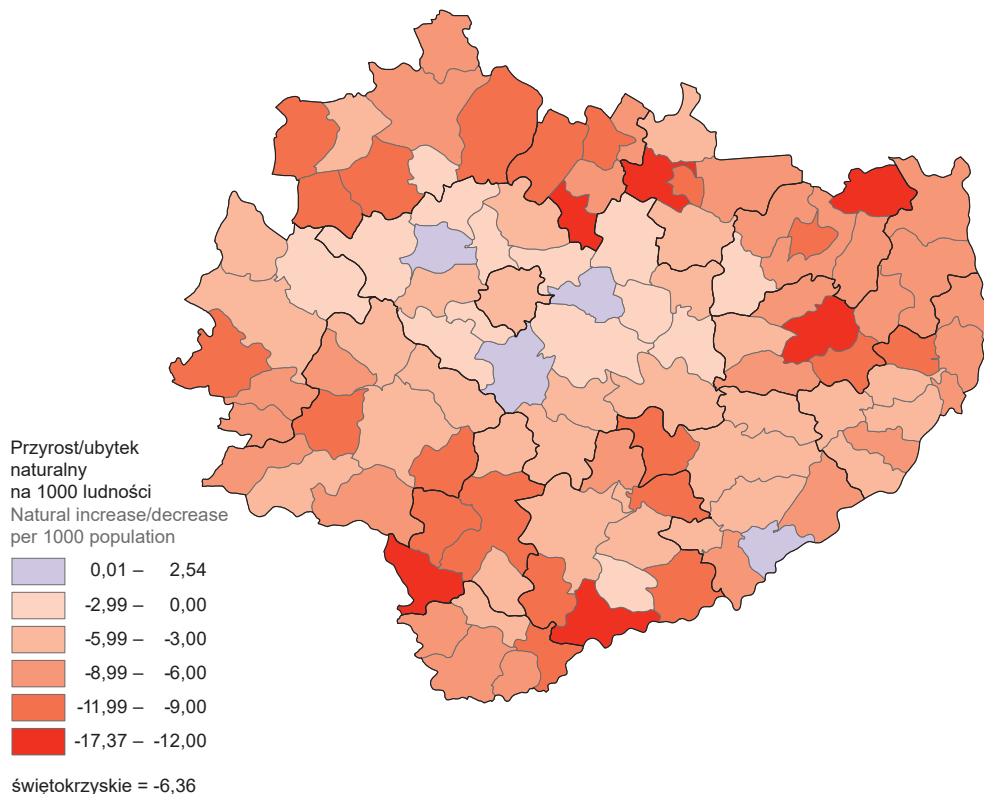 Przyrost/ubytek
naturalny
na 1000 ludności
Natural increase/decrease
per 1000 population
0,01 – 2,54
-2,99 – 0,00
-5,99 – -3,00
-8,99 – -6,00
-11,99 – -9,00
-17,37 – -12,00
świętokrzyskie = -6,36